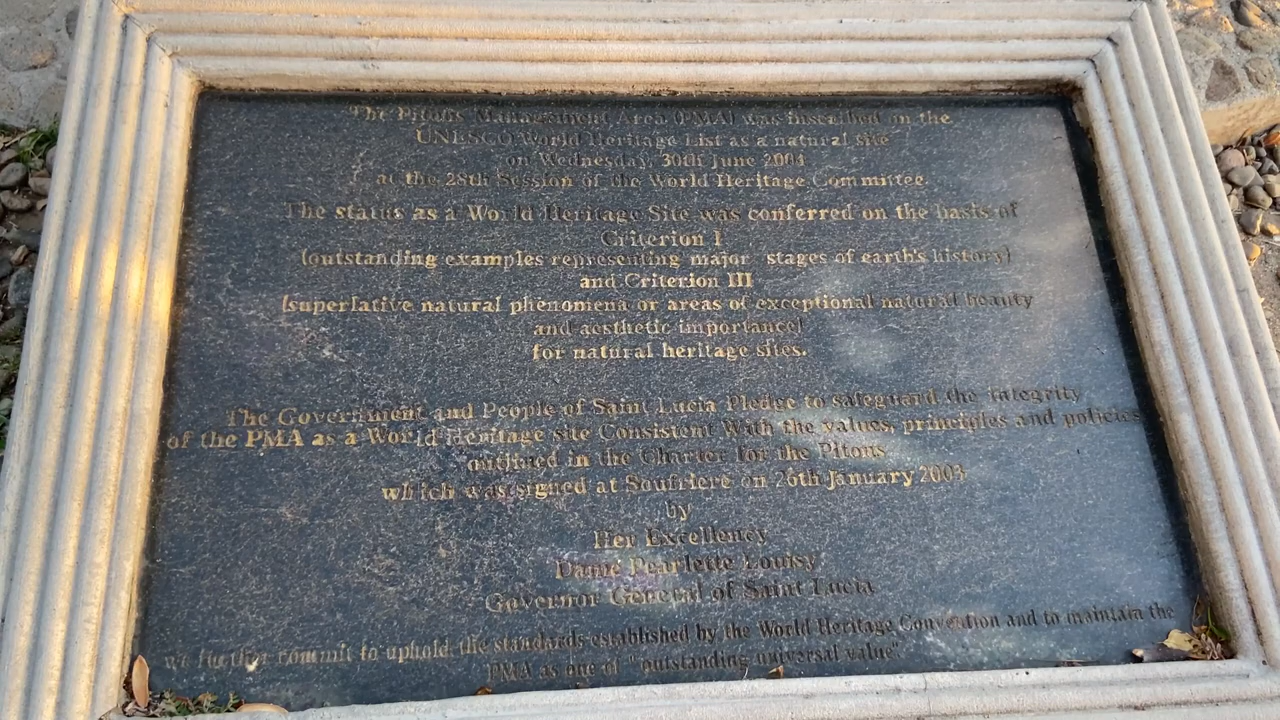 The Pitons Management Area (PMA) was inscribed in the
UNESCO World Heritage List as a natural site
on Wednesday, 30th June 2004
at the 28th Session of the World Heritage Committee.
The status as a World Heritage Site was conferred on the basis of
Criterion I
(outstanding examples representing major stages of earth's history)
and Criterion III
(superlative natural phenomena or areas of exceptional natural beauty
and aesthetic importance)
for natural heritage sites.
The Government and People of Saint Lucia Pledge to safeguard the integrity
of the PMA as a World Heritage site Consistent With the values, principles and policies
outlined in the Charter for the Pitons
which was signed at Soufriere on 26th January 2003
by
Her Excellency
Dame Pearlette Louisy
Governor General of Saint Lucia
we further commit to uphold the standards established by the World Heritage Convention and to maintain the
PMA as one of "outstanding universal value"